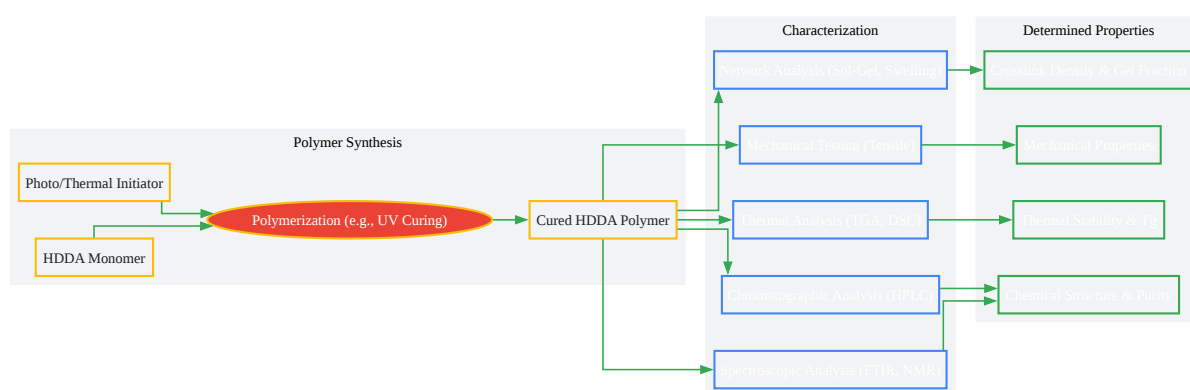 Polymer Synthesis
Photo/Thermal Initiator
HDDA Monomer
Polymerization (e.g., UV Curing)
Cured HDDA Polymer
Characterization
Network Analysis (Sol-Gel, Swelling)
Mechanical Testing (Tensile)
Thermal Analysis (TGA, DSC)
Chromatographic Analysis (HPLC)
Spectroscopic Analysis (FTIR, NMR)
Determined Properties
Crosslink Density & Gel Fraction
Mechanical Properties
Thermal Stability & Tg
Chemical Structure & Purity